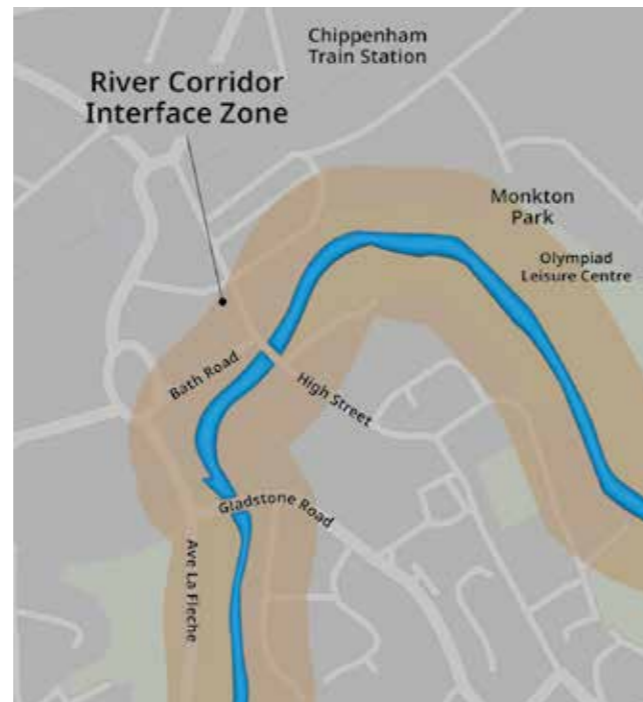 Chippenham
Train Station
River Corridor
Interface Zone
Monkton
Park
Olympiad
Leisure Centre
Bath Road
High Street
Gladstone Road
Ave La Fleche